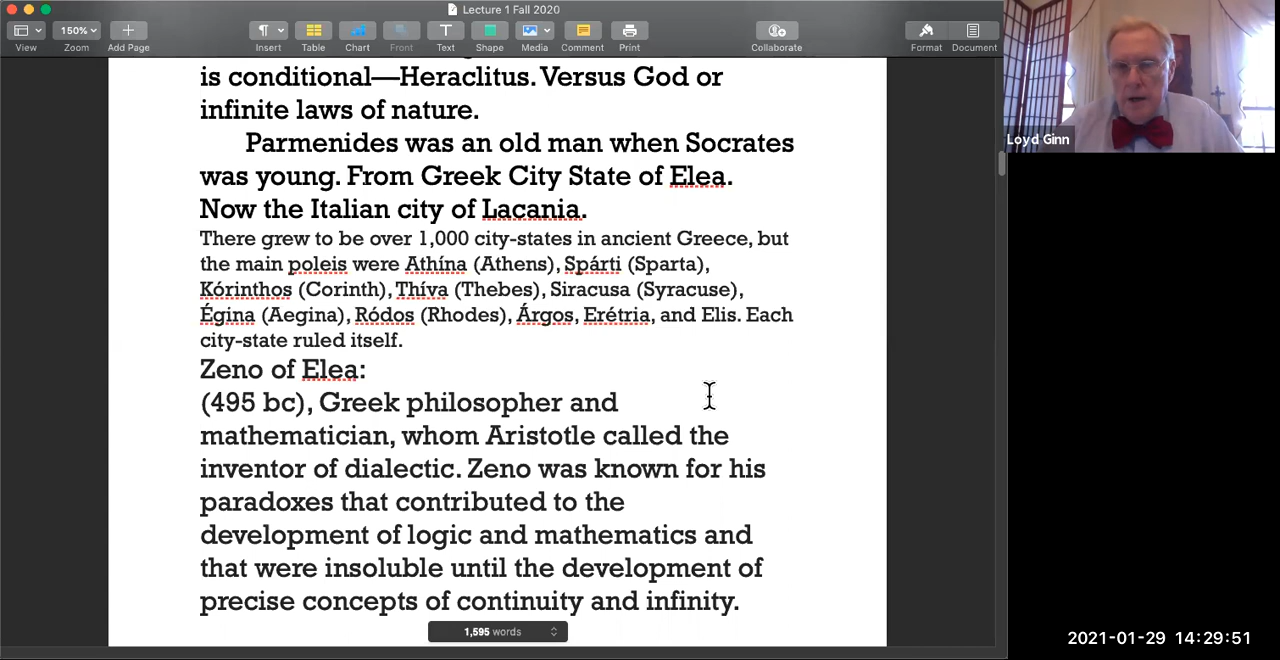 Lecture 1 Fall 2020
150%
View
Zoom
Add Page
Insert
Table
Chart
Front
Text
Shape
Media
Comment
Print
Collaborate
Format
Document
is conditional—Heraclitus. Versus God or
infinite laws of nature.
Parmenides was an old man when Socrates
was young. From Greek City State of Elea.
Now the Italian city of Lacania.
There grew to be over 1,000 city-states in ancient Greece, but
the main poleis were Athína (Athens), Spárti (Sparta),
Kórinthos (Corinth), Thíva (Thebes), Siracusa (Syracuse),
Égina (Aegina), Ródos (Rhodes), Árgos, Erétria, and Elis. Each
city-state ruled itself.
Zeno of Elea:
(495 bc), Greek philosopher and
mathematician, whom Aristotle called the
inventor of dialectic. Zeno was known for his
paradoxes that contributed to the
development of logic and mathematics and
that were insoluble until the development of
precise concepts of continuity and infinity.
1,595 words
Loyd Ginn
2021-01-29 14:29:51